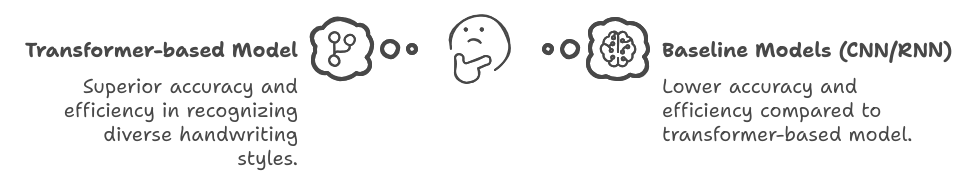 Transformer-based Model
Superior accuracy and
efficiency in recognizing
diverse handwriting
styles.
Baseline Models (CNN/RNN)
Lower accuracy and
efficiency compared to
transformer-based model.